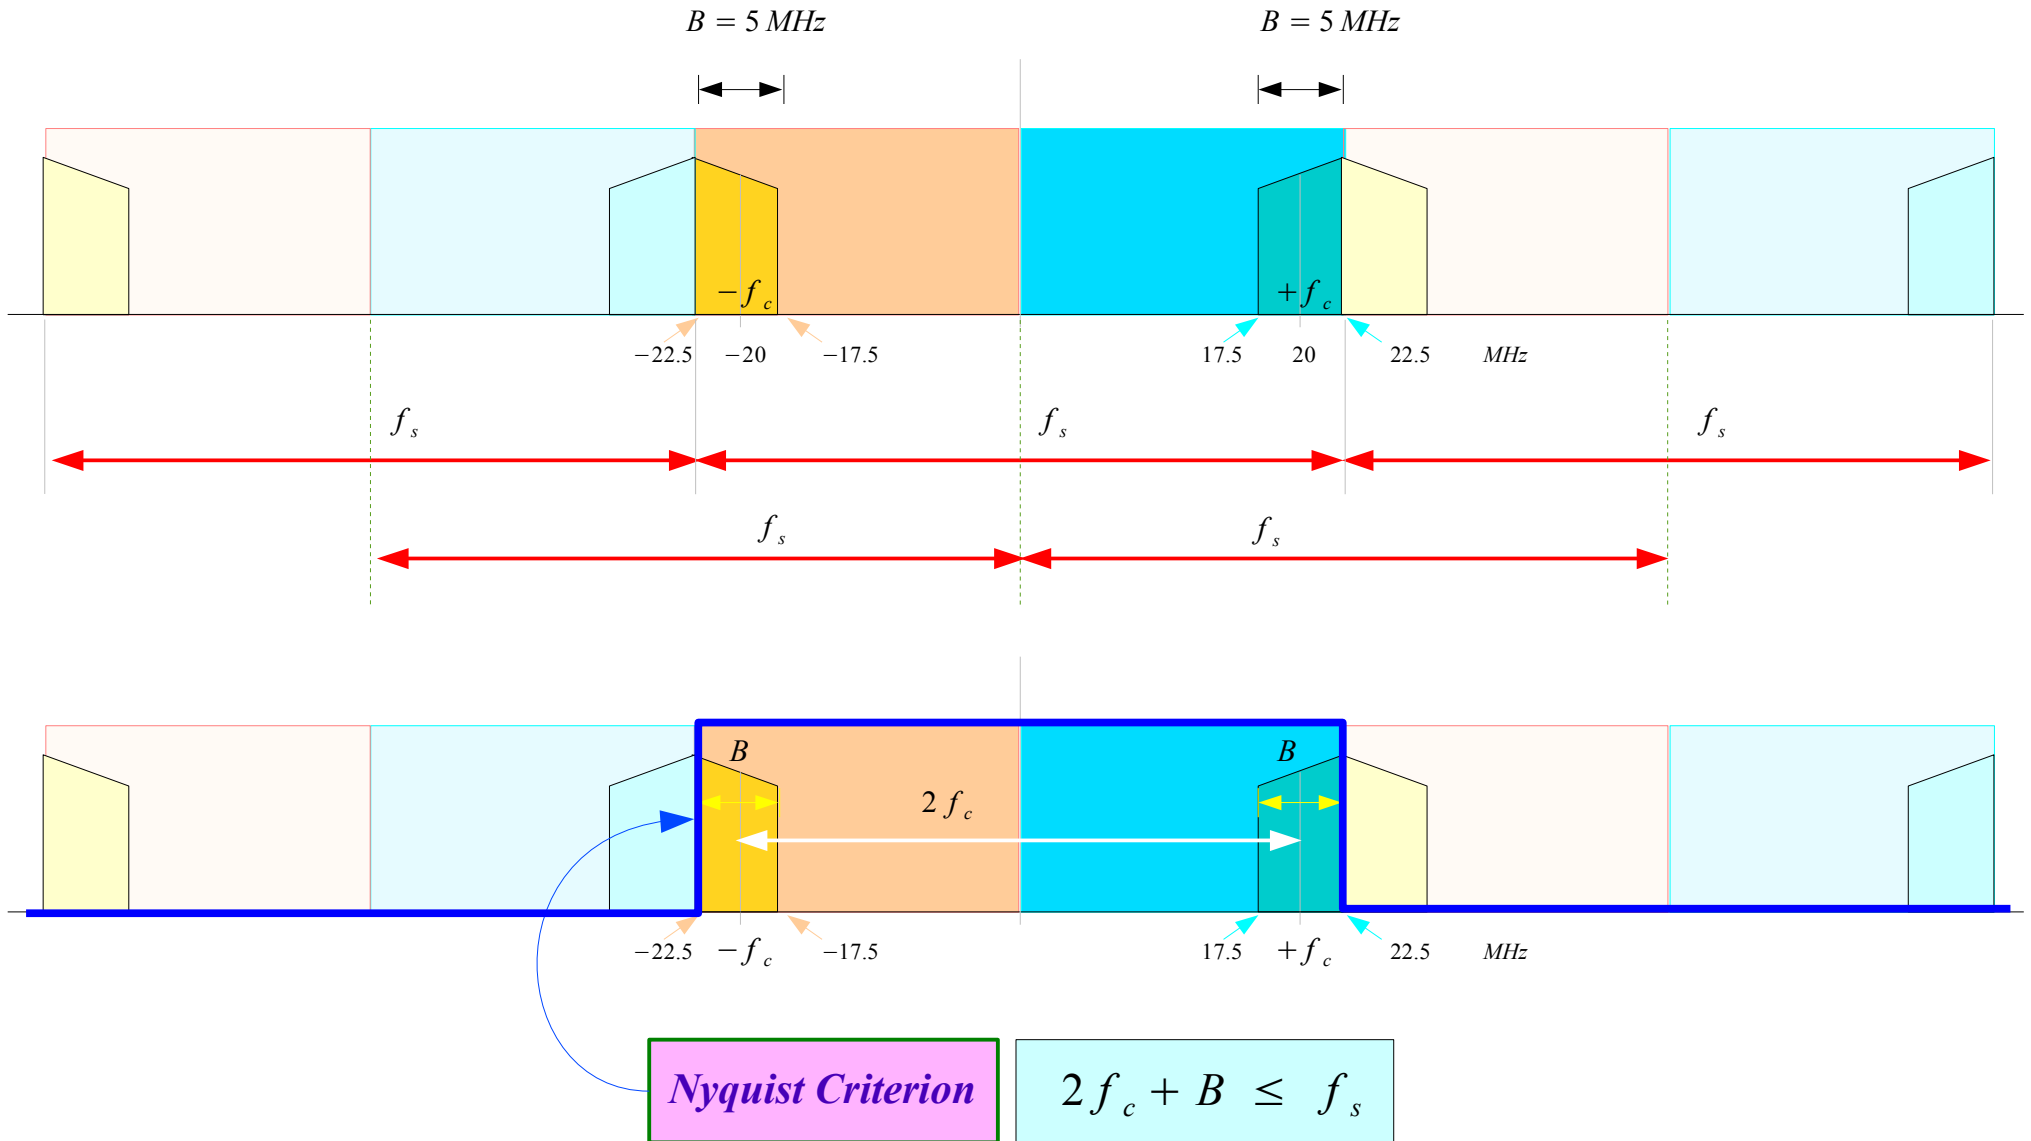 B = 5 MHz B = 5 MHz
−f c +f c
−22.5 −20 −17.5 17.5 20 22.5 MHz
f s f s f s
f s f s
B B
2 f c
−22.5 −f c −17.5 17.5 +f c 22.5 MHz
Nyquist Criterion 2 f c + B ≤ f s